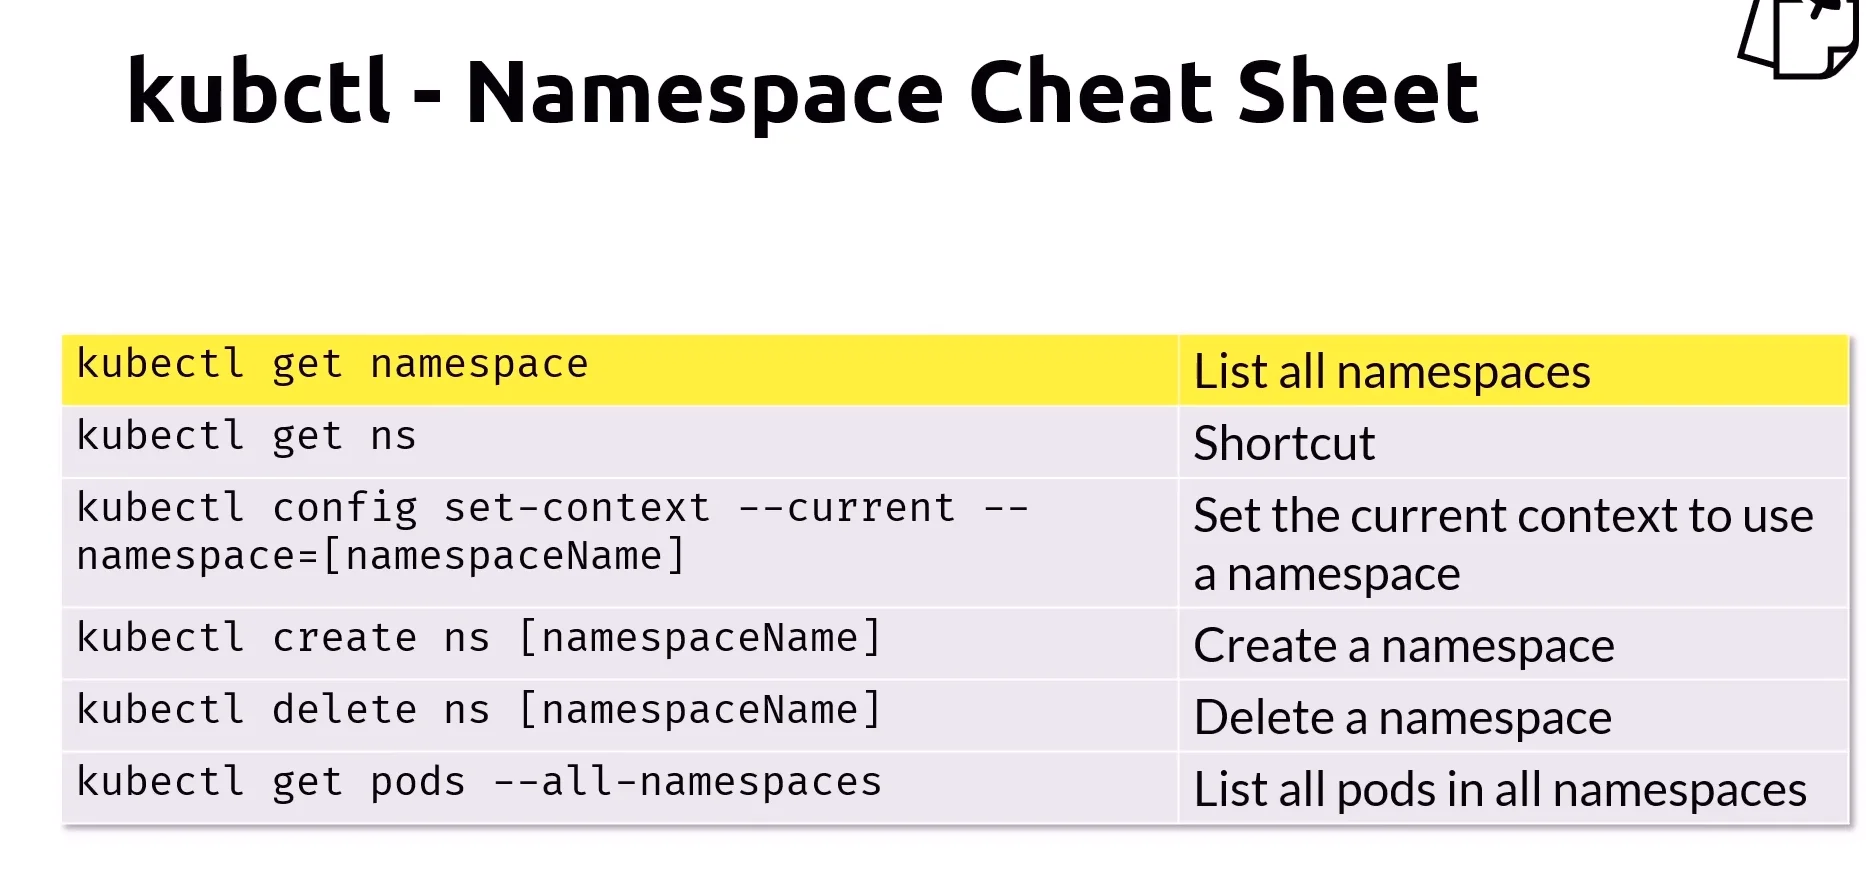 kubctl - Namespace Cheat Sheet
kubectl get namespace
List all namespaces
kubectl get ns
Shortcut
kubectl config set-context --current --
namespace=[namespaceName]
Set the current context to use
a namespace
kubectl create ns [namespaceName]
Create a namespace
kubectl delete ns [namespaceName]
Delete a namespace
kubectl get pods --all-namespaces
List all pods in all namespaces